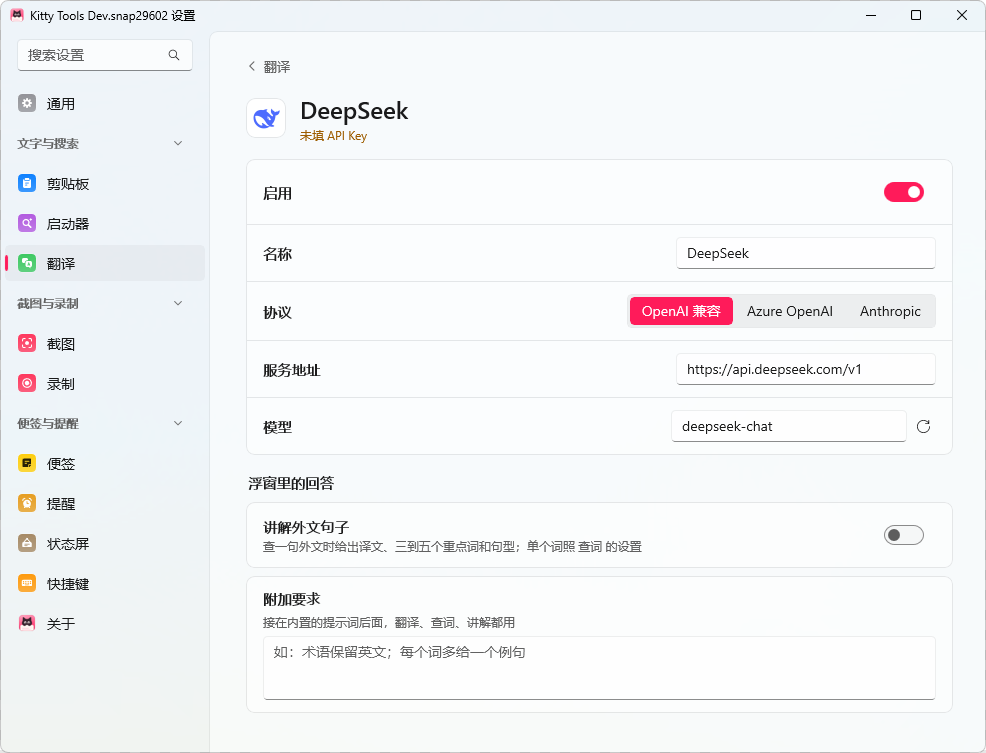 Kitty Tools Dev.snap29602 设置
搜索设置
通用
文字与搜索
剪贴板
启动器
翻译
截图与录制
截图
录制
便签与提醒
便签
提醒
状态屏
快捷键
关于
翻译
DeepSeek
未填 API Key
启用
名称
DeepSeek
协议
OpenAI 兼容 Azure OpenAI Anthropic
服务地址
https://api.deepseek.com/v1
模型
deepseek-chat
浮窗里的回答
讲解外文句子
查一句外文时给出译文、三到五个重点词和句型；单个词照 查词 的设置
附加要求
接在内置的提示词后面，翻译、查词、讲解都用
如：术语保留英文；每个词多给一个例句